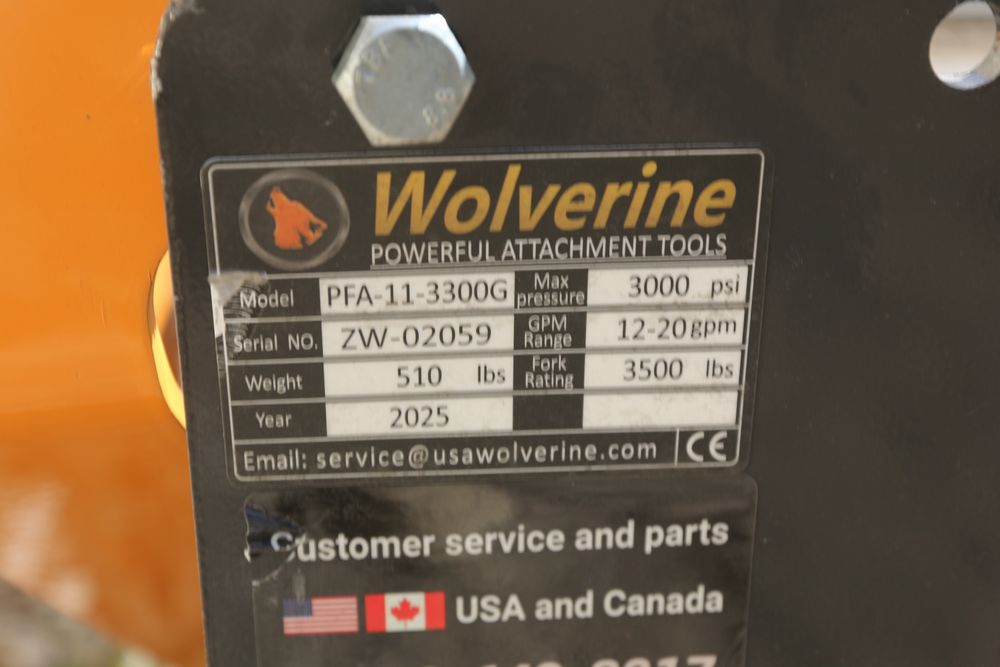 Wolverine
POWERFUL ATTACHMENT TOOLS
Model PFA-11-3300G Max pressure 3000 psi
Serial NO. ZW-02059 GPM Range 12-20gpm
Weight 510 lbs Fork Rating 3500 lbs
Year 2025
Email: service@usawolverine.com CE
Customer service and parts
USA and Canada